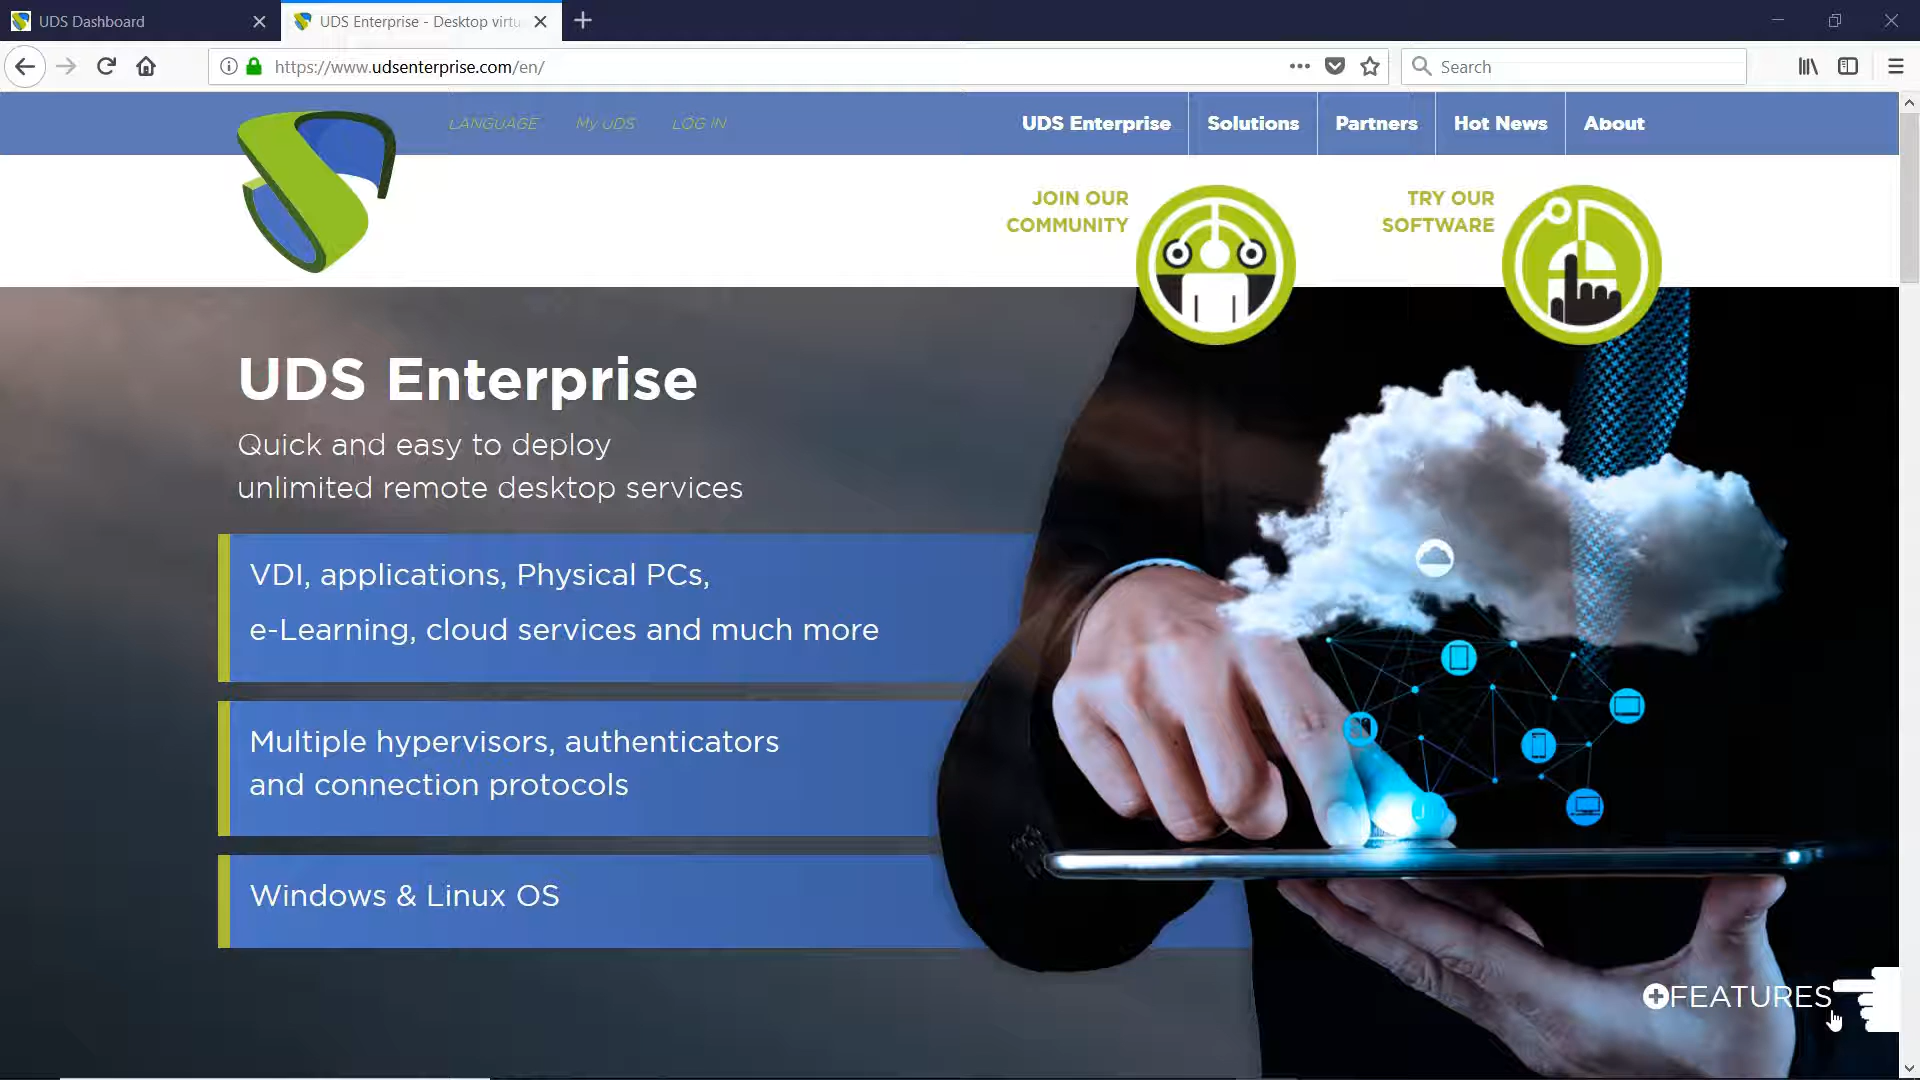 UDS Dashboard
UDS Enterprise - Desktop virtu
https://www.udsenterprise.com/en/
Search
LANGUAGE
My UDS
LOG IN
UDS Enterprise
Solutions
Partners
Hot News
About
JOIN OUR
COMMUNITY
TRY OUR
SOFTWARE
UDS Enterprise
Quick and easy to deploy
unlimited remote desktop services
VDI, applications, Physical PCs,
e-Learning, cloud services and much more
Multiple hypervisors, authenticators
and connection protocols
Windows & Linux OS
FEATURES